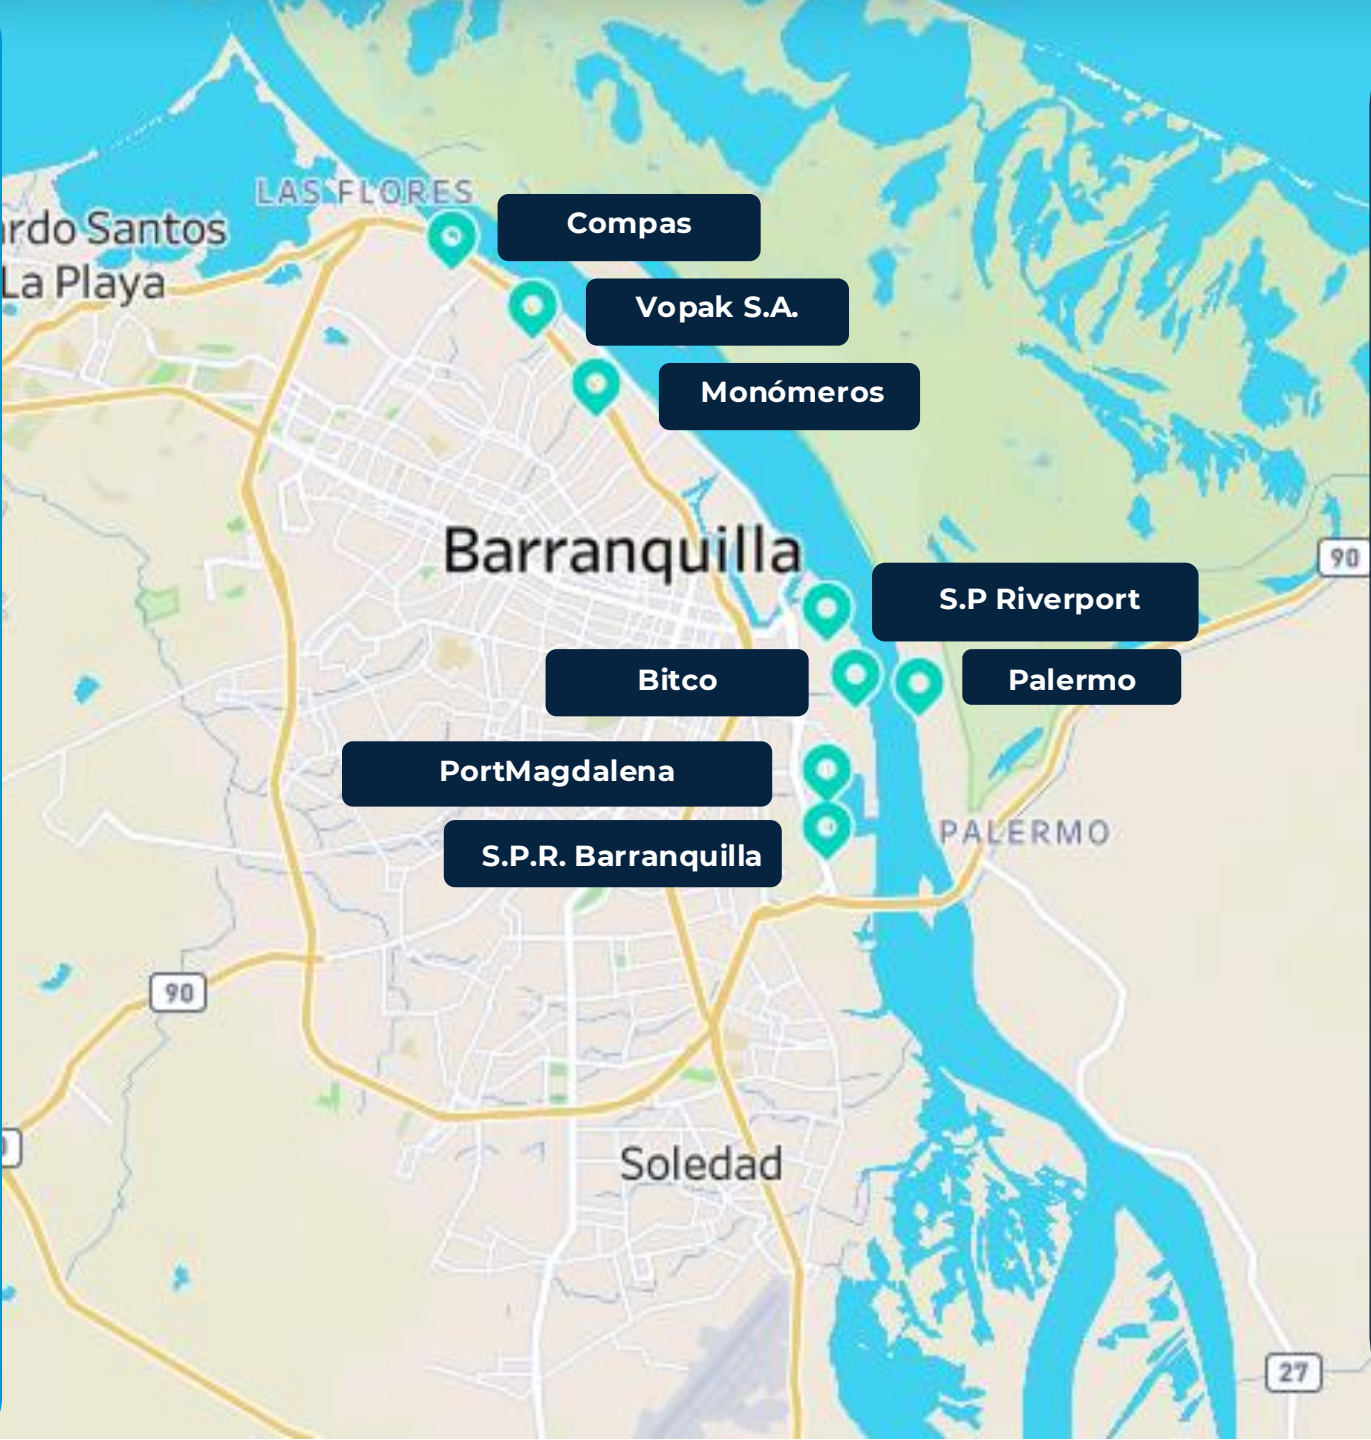 LAS FLORES
Compas
ardo Santos
La Playa
Vopak S.A.
Monómeros
Barranquilla
90
S.P Riverport
Bitco
Palermo
PortMagdalena
PALERMO
S.P.R. Barranquilla
90
Soledad
27